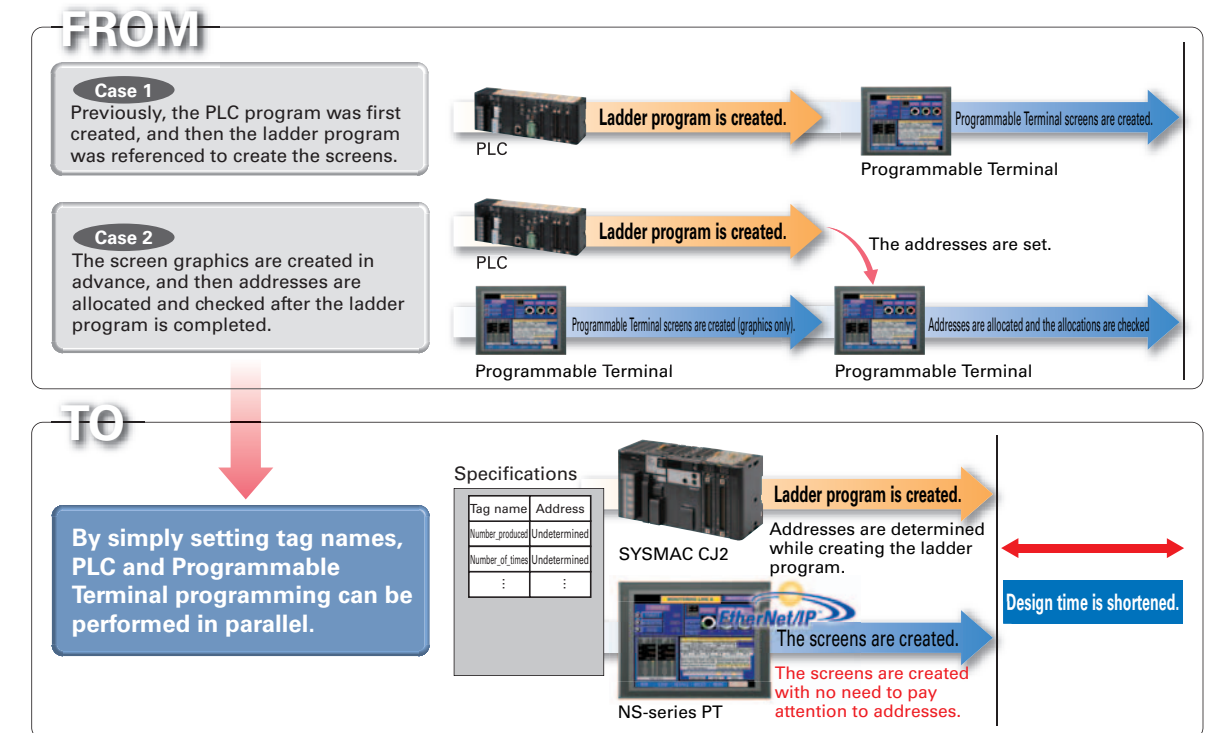 FROM
Case 1
Previously, the PLC program was first
created, and then the ladder program
was referenced to create the screens.
PLC
Ladder program is created.
Programmable Terminal screens are created.
Programmable Terminal
Case 2
The screen graphics are created in
advance, and then addresses are
allocated and checked after the ladder
program is completed.
PLC
Ladder program is created.
The addresses are set.
Programmable Terminal screens are created (graphics only).
Addresses are allocated and the allocations are checked
Programmable Terminal
Programmable Terminal
TO
By simply setting tag names,
PLC and Programmable
Terminal programming can be
performed in parallel.
Specifications
Tag name Address
Number_produced Undetermined
Number_of_times Undetermined
⋮ ⋮
SYSMAC CJ2
Ladder program is created.
Addresses are determined
while creating the ladder
program.
EtherNet/IP™
The screens are created.
The screens are created
with no need to pay
attention to addresses.
NS-series PT
Design time is shortened.